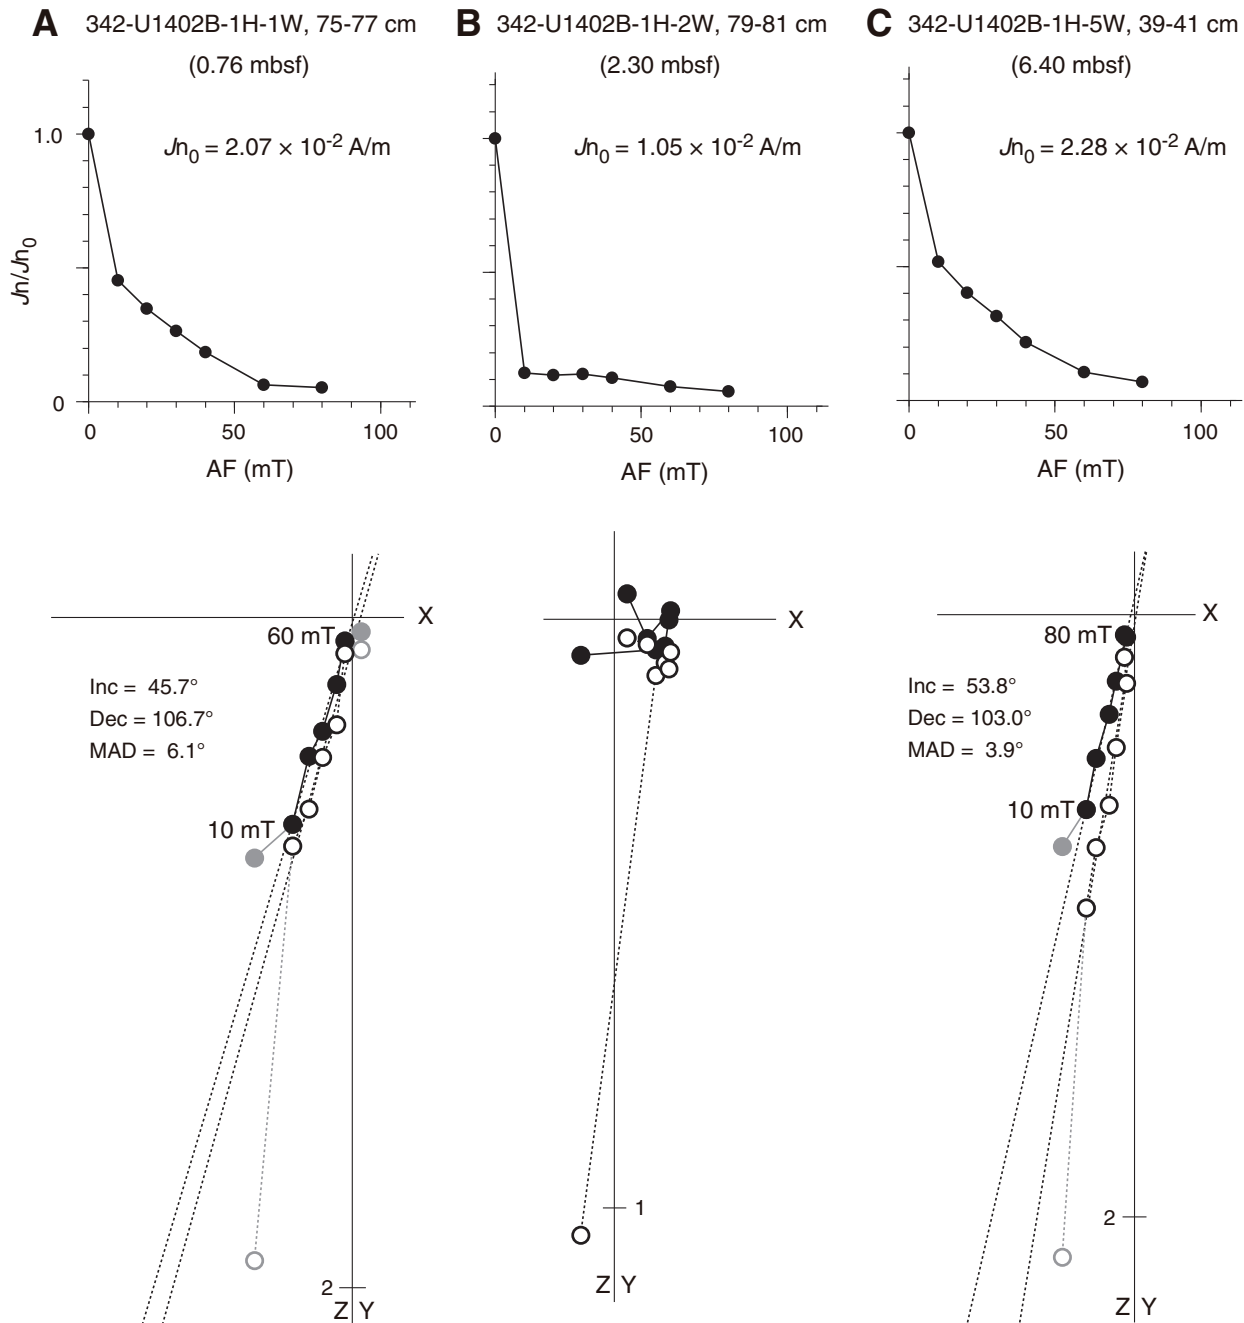 A 342-U1402B-1H-1W, 75-77 cm
(0.76 mbsf)
Jn₀ = 2.07 × 10⁻² A/m
1.0
Jn/Jn₀
0
0 50 100
AF (mT)
X
60 mT
Inc = 45.7°
Dec = 106.7°
MAD = 6.1°
10 mT
2
Z Y
B 342-U1402B-1H-2W, 79-81 cm
(2.30 mbsf)
Jn₀ = 1.05 × 10⁻² A/m
0 50 100
AF (mT)
X
1
Z Y
C 342-U1402B-1H-5W, 39-41 cm
(6.40 mbsf)
Jn₀ = 2.28 × 10⁻² A/m
0 50 100
AF (mT)
X
80 mT
Inc = 53.8°
Dec = 103.0°
MAD = 3.9°
10 mT
2
Z Y